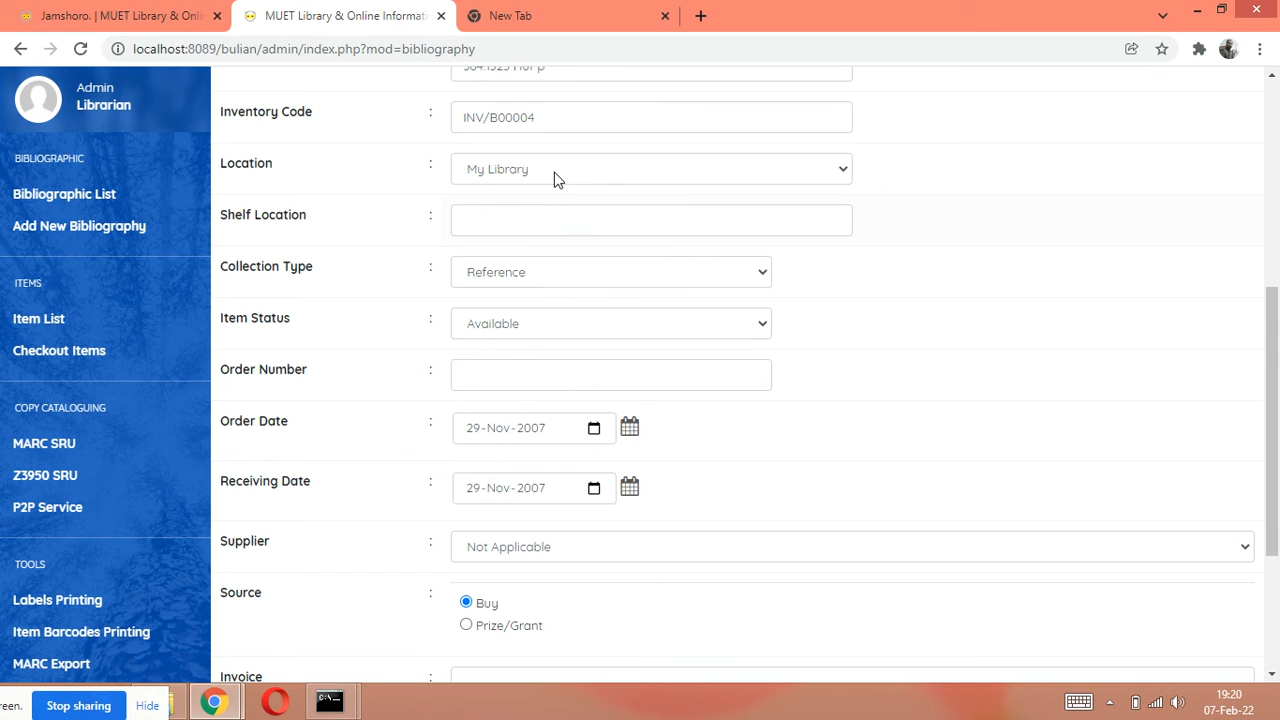 Jamshoro. | MUET Library & Onlin
MUET Library & Online Informati
New Tab
localhost:8089/bulian/admin/index.php?mod=bibliography
Admin
Librarian
BIBLIOGRAPHIC
Bibliographic List
Add New Bibliography
ITEMS
Item List
Checkout Items
COPY CATALOGUING
MARC SRU
Z3950 SRU
P2P Service
TOOLS
Labels Printing
Item Barcodes Printing
MARC Export
Inventory Code : INV/B00004
Location : My Library
Shelf Location :
Collection Type : Reference
Item Status : Available
Order Number :
Order Date : 29-Nov-2007
Receiving Date : 29-Nov-2007
Supplier : Not Applicable
Source : Buy
Prize/Grant
Invoice
reen. Stop sharing Hide
C:\
19:20
07-Feb-22